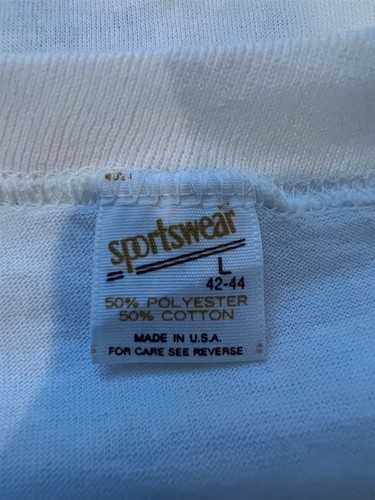 sportswear
L
42-44
50% POLYESTER
50% COTTON
MADE IN U.S.A.
FOR CARE SEE REVERSE